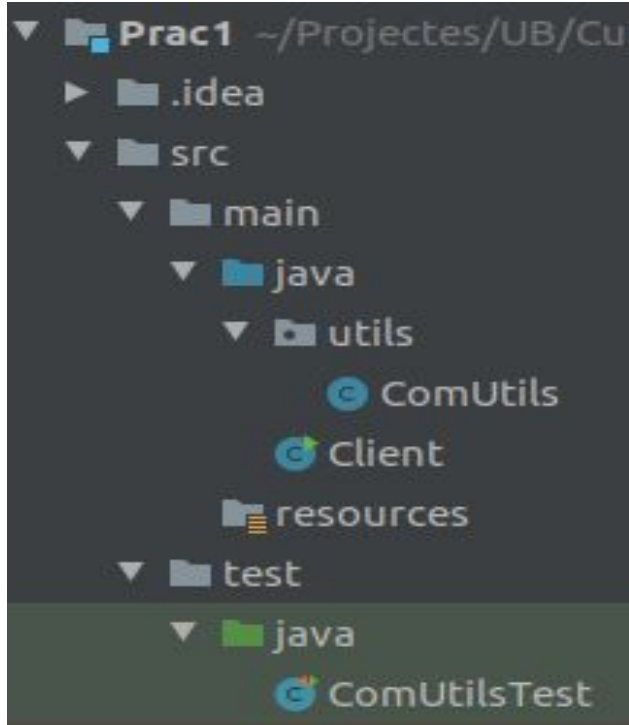 Prac1 ~/Projectes/UB/Cu
.idea
src
main
java
utils
ComUtils
Client
resources
test
java
ComUtilsTest